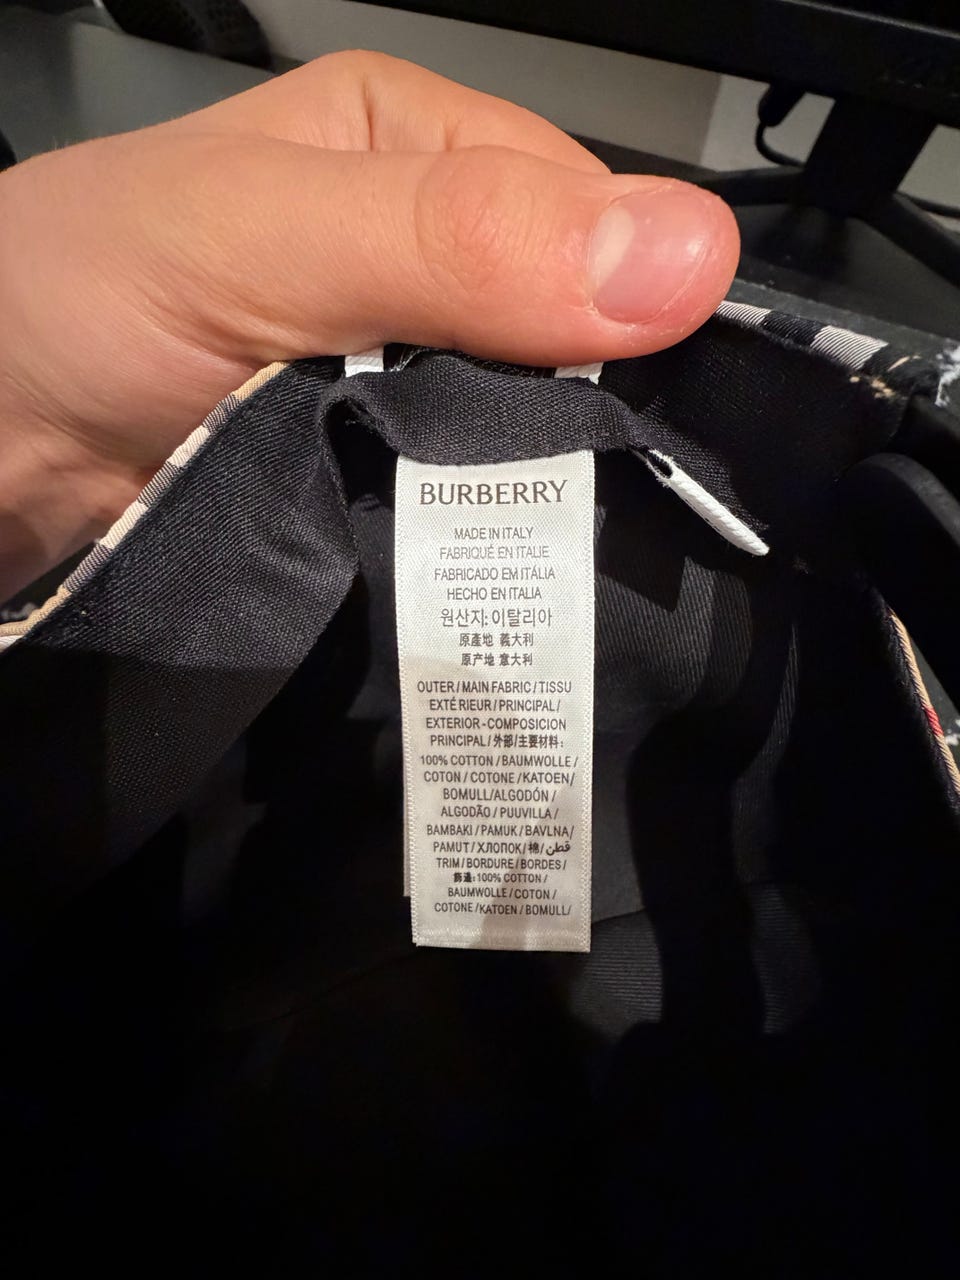 BURBERRY
MADE IN ITALY
FABRIQUÉ EN ITALIE
FABRICADO EM ITÁLIA
HECHO EN ITALIA
원산지: 이탈리아
原產地 義大利
原产地 意大利
OUTER / MAIN FABRIC / TISSU
EXTÉ RIEUR / PRINCIPAL /
EXTERIOR - COMPOSICION
PRINCIPAL / 外部 / 主要材料 :
100% COTTON / BAUMWOLLE /
COTON / COTONE / KATOEN /
BOMULL/ALGODÓN /
ALGODÃO / PUUVILLA /
BAMBAKI / PAMUK / BAVLNA /
PAMUT / ХЛОПОК / 棉 / قطن
TRIM / BORDURE / BORDES /
飾邊 : 100% COTTON /
BAUMWOLLE / COTON /
COTONE / KATOEN / BOMULL/